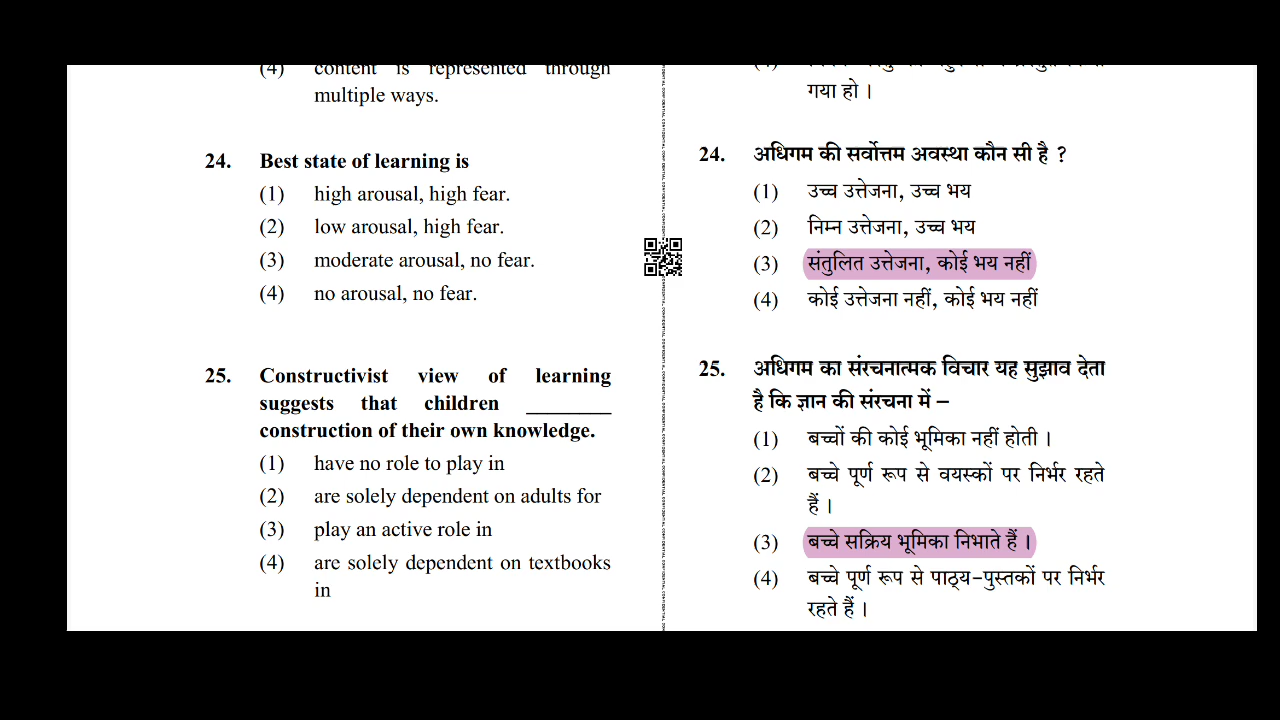 (4) content is represented through
multiple ways.
24. Best state of learning is
(1) high arousal, high fear.
(2) low arousal, high fear.
(3) moderate arousal, no fear.
(4) no arousal, no fear.
25. Constructivist view of learning
suggests that children ________
construction of their own knowledge.
(1) have no role to play in
(2) are solely dependent on adults for
(3) play an active role in
(4) are solely dependent on textbooks
in
गया हो ।
24. अधिगम की सर्वोत्तम अवस्था कौन सी है ?
(1) उच्च उत्तेजना, उच्च भय
(2) निम्न उत्तेजना, उच्च भय
(3) संतुलित उत्तेजना, कोई भय नहीं
(4) कोई उत्तेजना नहीं, कोई भय नहीं
25. अधिगम का संरचनात्मक विचार यह सुझाव देता
है कि ज्ञान की संरचना में –
(1) बच्चों की कोई भूमिका नहीं होती ।
(2) बच्चे पूर्ण रूप से वयस्कों पर निर्भर रहते
हैं ।
(3) बच्चे सक्रिय भूमिका निभाते हैं ।
(4) बच्चे पूर्ण रूप से पाठ्य-पुस्तकों पर निर्भर
रहते हैं ।